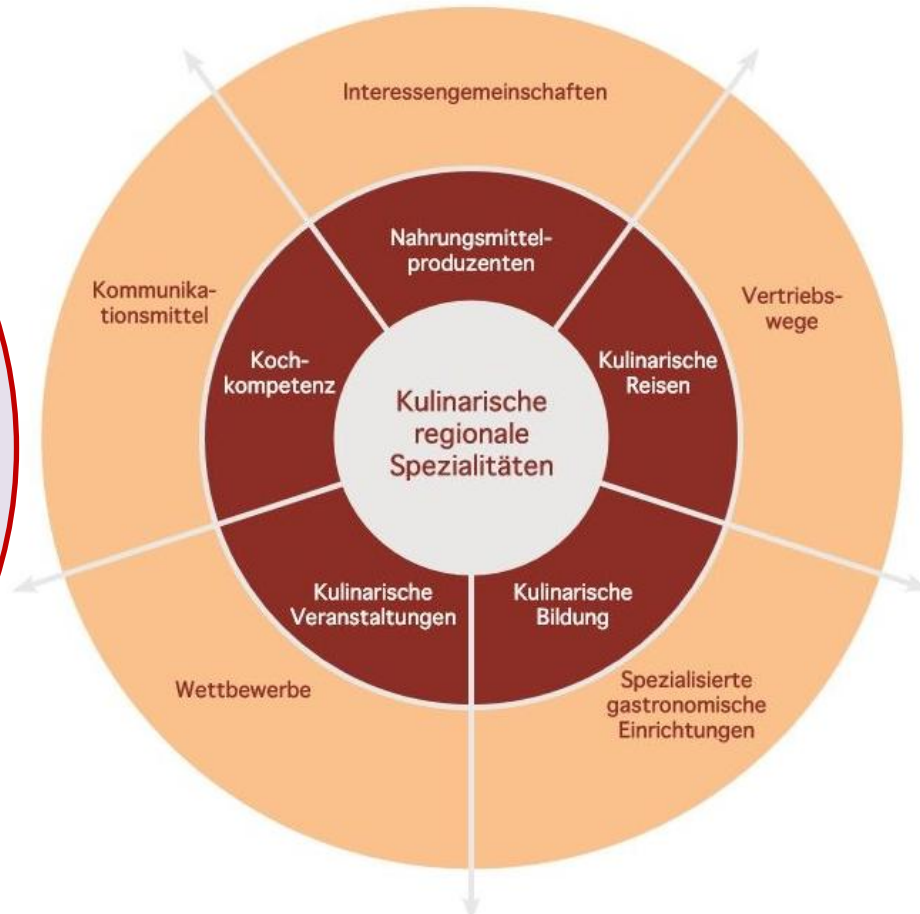 Interessengemeinschaften
Nahrungsmittel-
produzenten
Kommunika-
tionsmittel
Vertriebs-
wege
Koch-
kompetenz
Kulinarische
Reisen
Kulinarische
regionale
Spezialitäten
Kulinarische
Veranstaltungen
Kulinarische
Bildung
Wettbewerbe
Spezialisierte
gastronomische
Einrichtungen